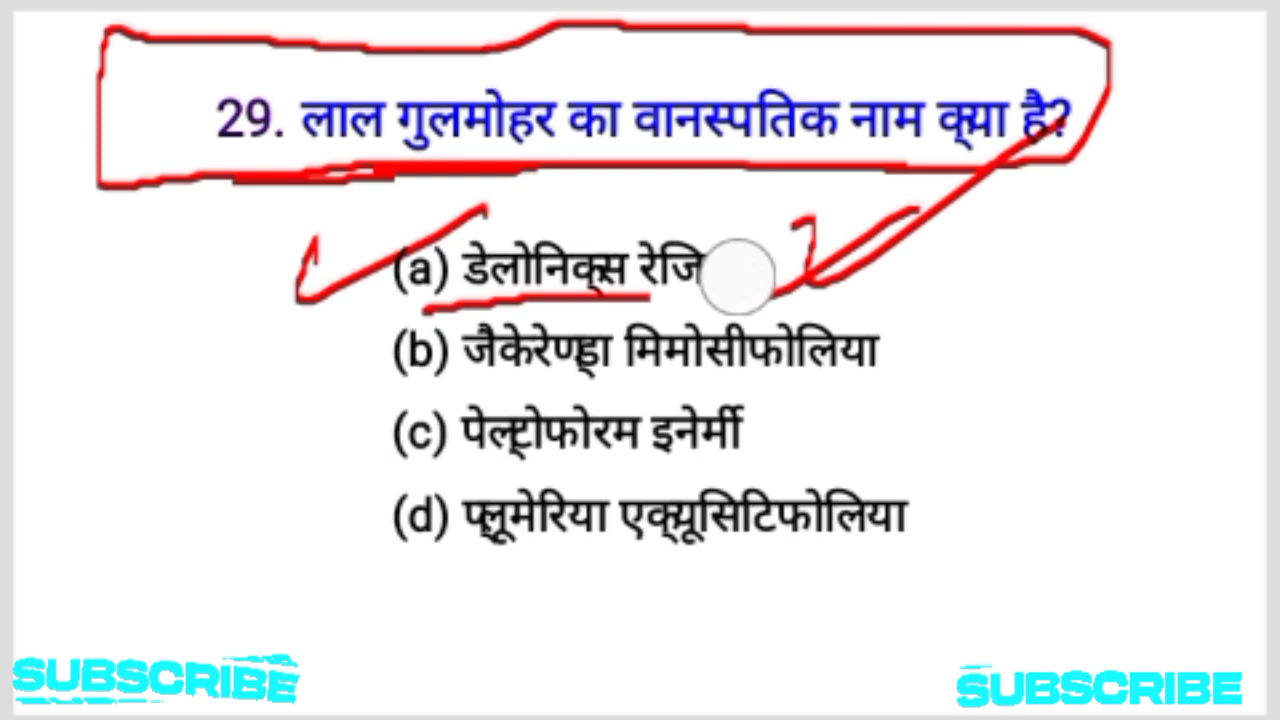 29. लाल गुलमोहर का वानस्पतिक नाम क्या है?
(a) डेलोनिक्स
(b) जैकेरेण्ड्रा मिमोसीफोलिया
(c) पेल्ट्रोफोरम इनेर्मी
(d) प्लूमेरिया एक्यूसिटिफोलिया
SUBSCRIBE
SUBSCRIBE